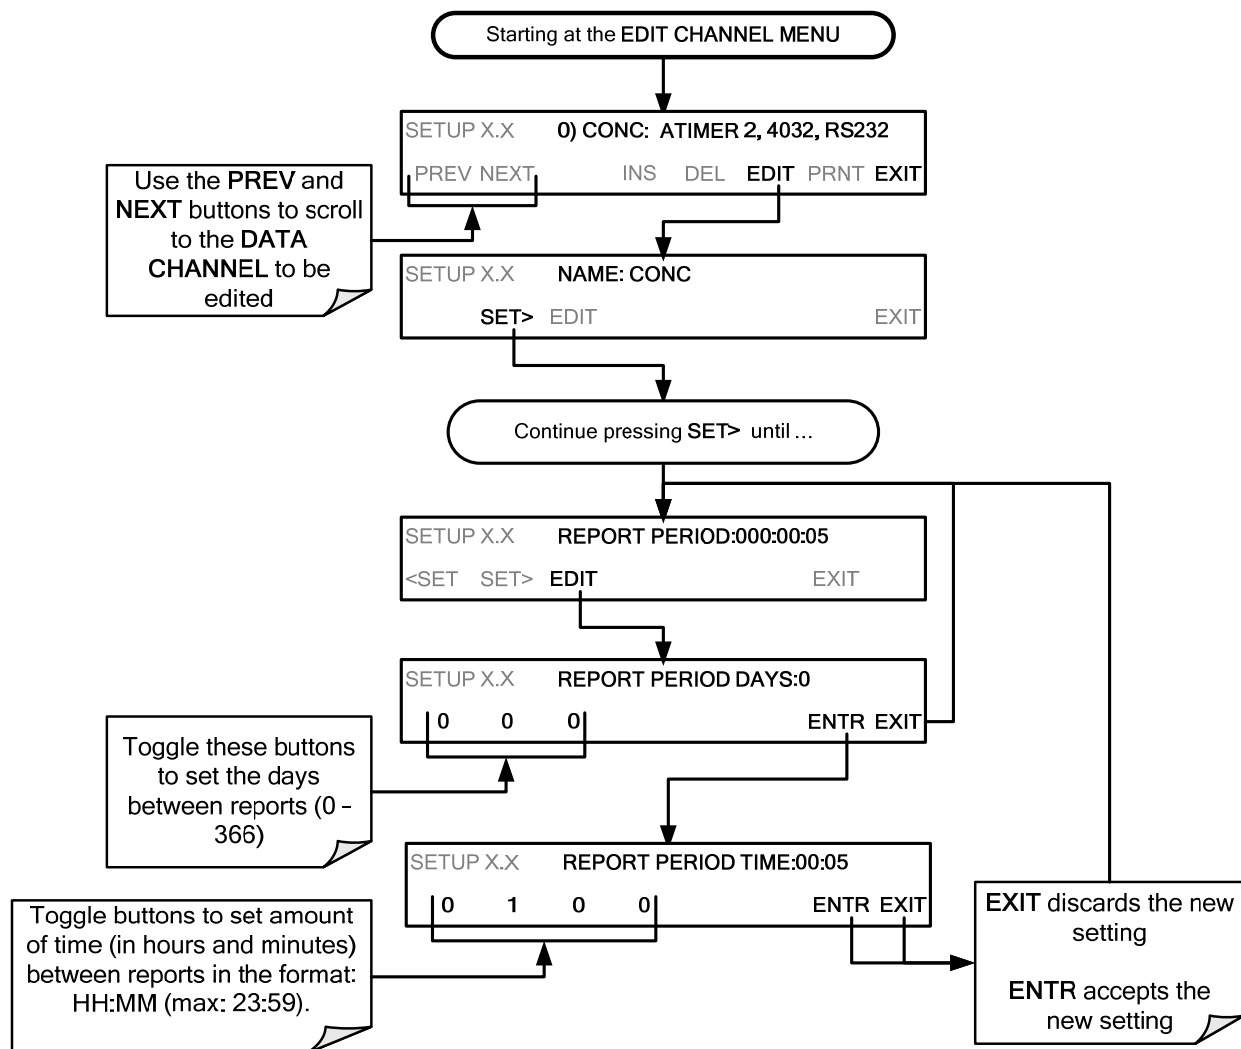 Starting at the EDIT CHANNEL MENU
SETUP X.X 0) CONC: ATIMER 2, 4032, RS232
PREV NEXT INS DEL EDIT PRNT EXIT
Use the PREV and
NEXT buttons to scroll
to the DATA
CHANNEL to be
edited
SETUP X.X NAME: CONC
SET> EDIT EXIT
Continue pressing SET> until ...
SETUP X.X REPORT PERIOD:000:00:05
<SET SET> EDIT EXIT
SETUP X.X REPORT PERIOD DAYS:0
0 0 0 ENTR EXIT
Toggle these buttons
to set the days
between reports (0 –
366)
SETUP X.X REPORT PERIOD TIME:00:05
0 1 0 0 ENTR EXIT
Toggle buttons to set amount
of time (in hours and minutes)
between reports in the format:
HH:MM (max: 23:59).
EXIT discards the new
setting
ENTR accepts the
new setting